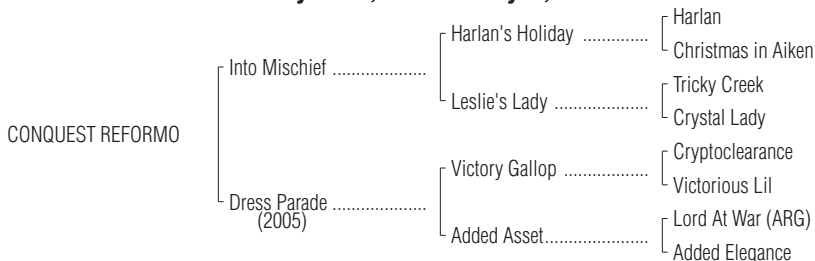 Harlan
Harlan's Holiday ..............
Christmas in Aiken
Into Mischief ....................
Tricky Creek
Leslie's Lady ....................
Crystal Lady
CONQUEST REFORMO
Cryptoclearance
Victory Gallop ..................
Victorious Lil
Dress Parade ....................
(2005)
Lord At War (ARG)
Added Asset......................
Added Elegance